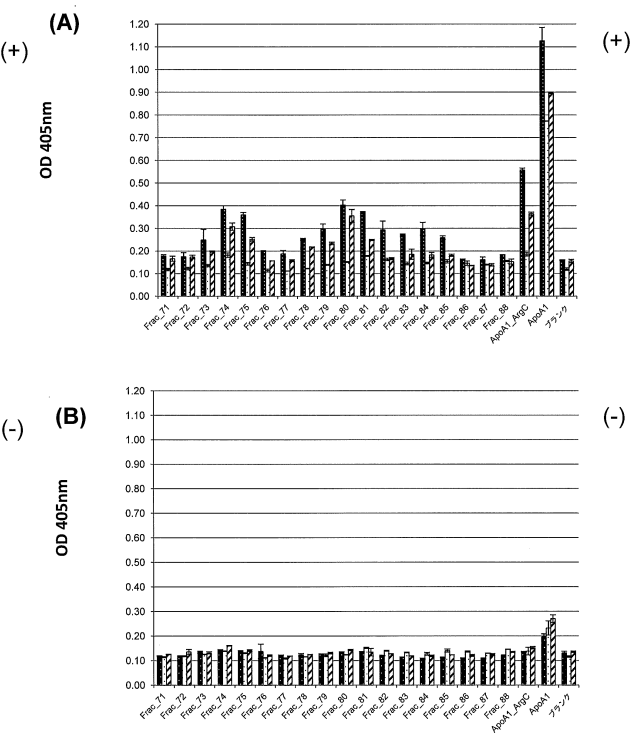 (A)
(+)
(+)
OD 405nm
1.20
1.10
1.00
0.90
0.80
0.70
0.60
0.50
0.40
0.30
0.20
0.10
0.00
Frac_71
Frac_72
Frac_73
Frac_74
Frac_75
Frac_76
Frac_77
Frac_78
Frac_79
Frac_80
Frac_81
Frac_82
Frac_83
Frac_84
Frac_85
Frac_86
Frac_87
Frac_88
ApoA1_ArgC
ApoA1
ブランク
(B)
(-)
(-)
OD 405nm
1.20
1.10
1.00
0.90
0.80
0.70
0.60
0.50
0.40
0.30
0.20
0.10
0.00
Frac_71
Frac_72
Frac_73
Frac_74
Frac_75
Frac_76
Frac_77
Frac_78
Frac_79
Frac_80
Frac_81
Frac_82
Frac_83
Frac_84
Frac_85
Frac_86
Frac_87
Frac_88
ApoA1_ArgC
ApoA1
ブランク